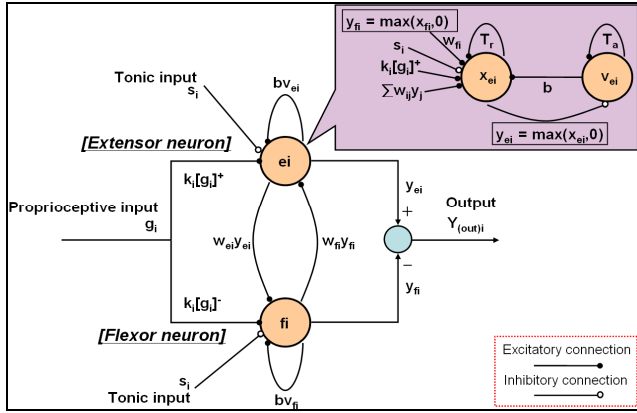 y_fi = max(x_fi,0)
w_fi
T_r
T_a
s_i
k_i[g_i]⁺
x_ei
v_ei
∑w_ij y_j
b
y_ei = max(x_ei,0)
Tonic input
s_i
bv_ei
[Extensor neuron]
ei
k_i[g_i]⁺
y_ei
Proprioceptive input
g_i
w_ei y_ei
w_fi y_fi
+
Output
Y_(out)i
−
y_fi
k_i[g_i]⁻
[Flexor neuron]
fi
s_i
Tonic input
bv_fi
Excitatory connection
Inhibitory connection